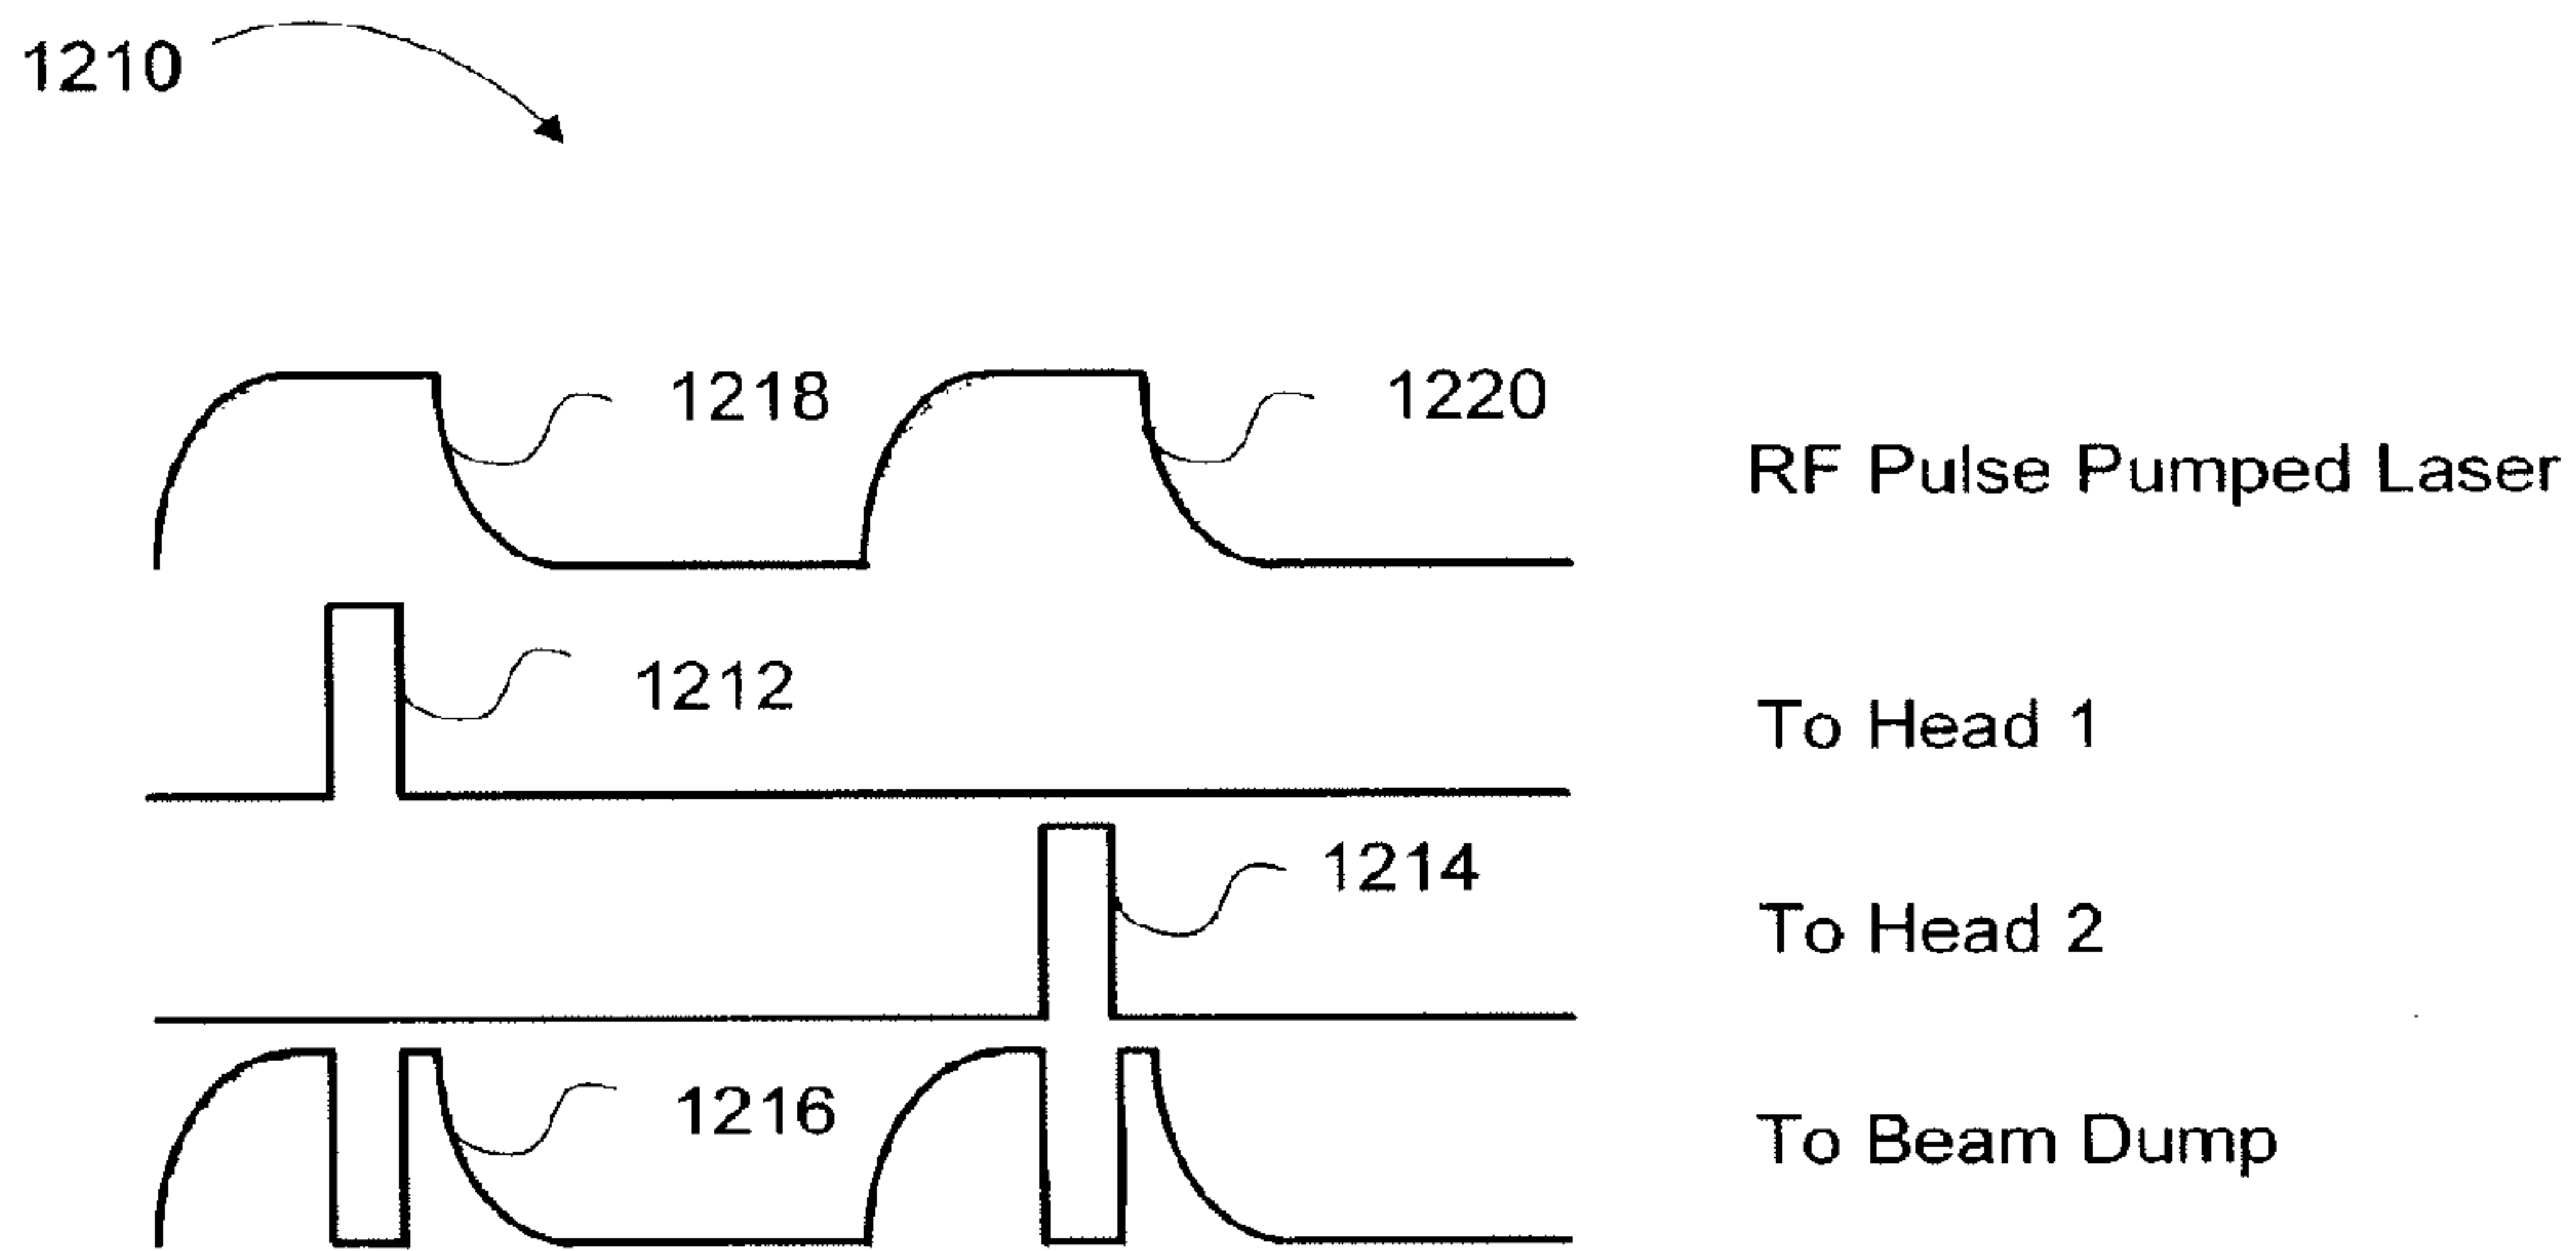 1210
1218
1220
RF Pulse Pumped Laser
1212
To Head 1
1214
To Head 2
1216
To Beam Dump